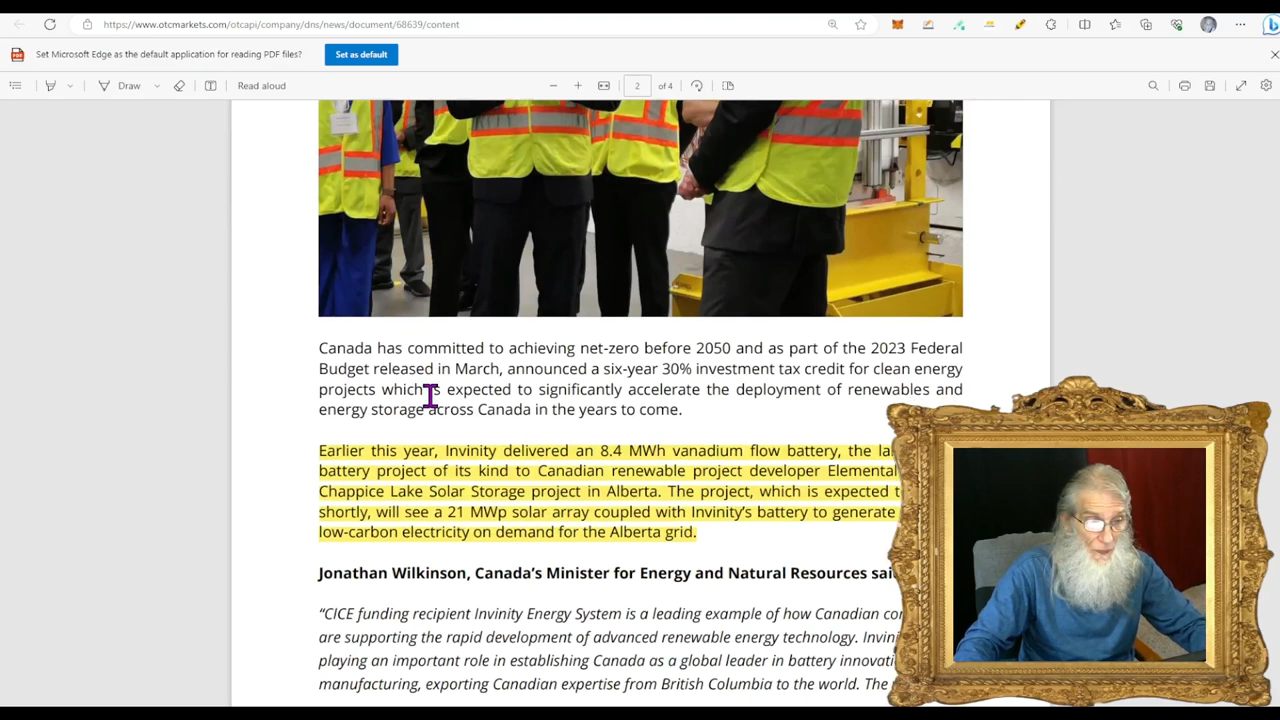 https://www.otcmarkets.com/otcapi/company/dns/news/document/68639/content
Set Microsoft Edge as the default application for reading PDF files?
Set as default
Draw
Read aloud
2
of 4
Canada has committed to achieving net-zero before 2050 and as part of the 2023 Federal
Budget released in March, announced a six-year 30% investment tax credit for clean energy
projects which is expected to significantly accelerate the deployment of renewables and
energy storage across Canada in the years to come.
Earlier this year, Invinity delivered an 8.4 MWh vanadium flow battery, the
battery project of its kind to Canadian renewable project developer Elemental
Chappice Lake Solar Storage project in Alberta. The project, which is expected
shortly, will see a 21 MWp solar array coupled with Invinity's battery to generate
low-carbon electricity on demand for the Alberta grid.
Jonathan Wilkinson, Canada's Minister for Energy and Natural Resources
“CICE funding recipient Invinity Energy System is a leading example of how Canadian
are supporting the rapid development of advanced renewable energy technology.
playing an important role in establishing Canada as a global leader in battery
manufacturing, exporting Canadian expertise from British Columbia to the world. The